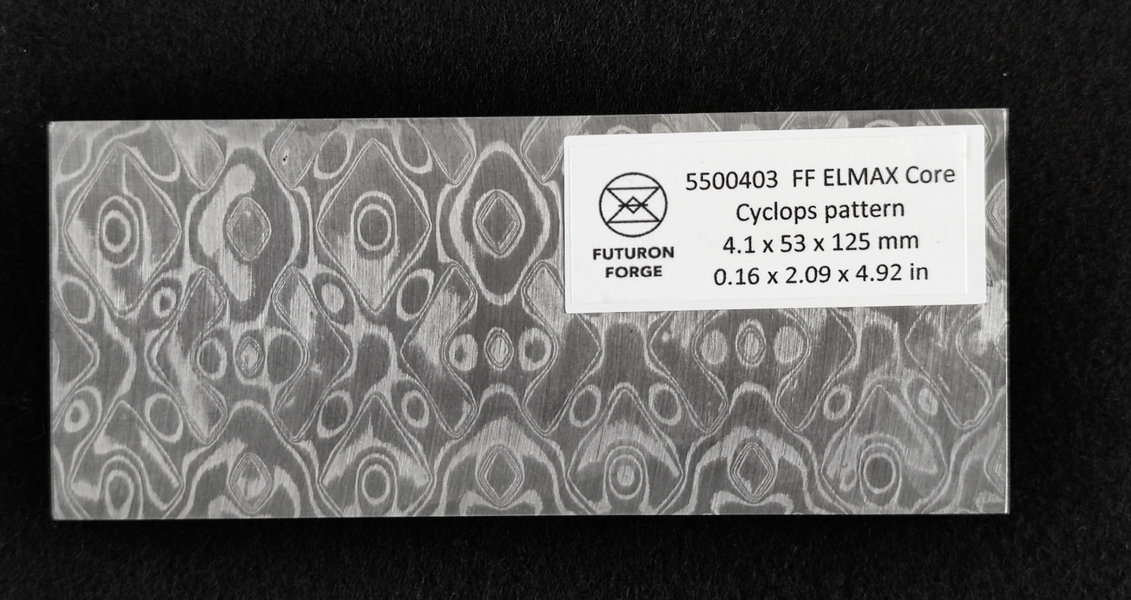 FUTURON
FORGE
5500403 FF ELMAX Core
Cyclops pattern
4.1 x 53 x 125 mm
0.16 x 2.09 x 4.92 in